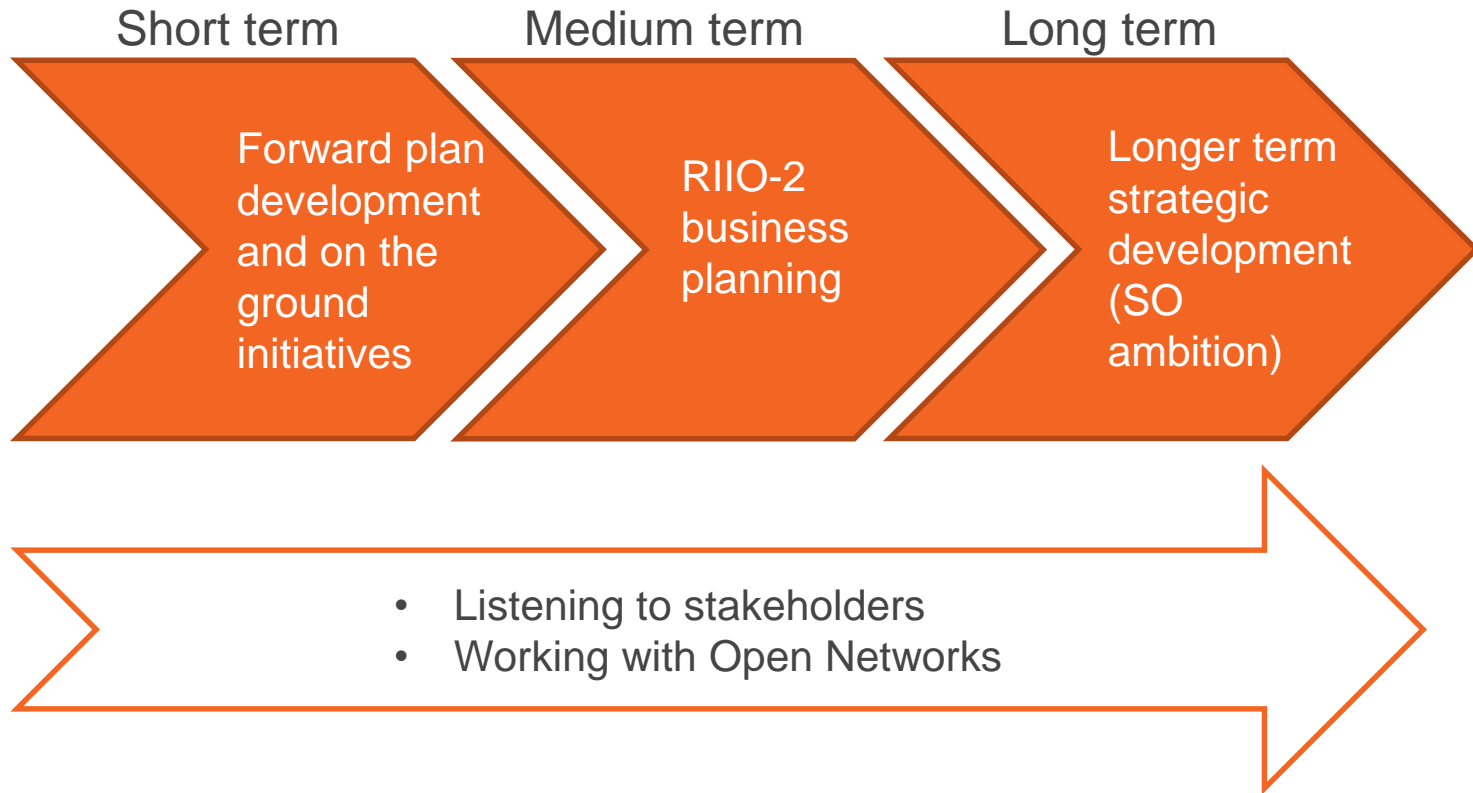 Short term
Medium term
Long term
Forward plan
development
and on the
ground
initiatives
RIIO-2
business
planning
Longer term
strategic
development
(SO
ambition)
• Listening to stakeholders
• Working with Open Networks